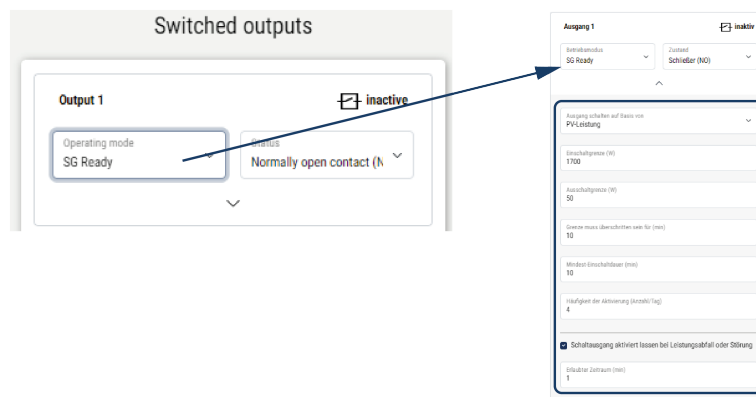 Switched outputs
Output 1
inactive
Operating mode
SG Ready
Status
Normally open contact (N
Ausgang 1
inaktiv
Betriebsmodus
SG Ready
Zustand
Schließer (NO)
Ausgang schalten auf Basis von
PV-Leistung
Einschaltgrenze (W)
1700
Ausschaltgrenze (W)
50
Grenze muss überschritten sein für (min)
10
Mindest-Einschaltdauer (min)
10
Häufigkeit der Aktivierung (Anzahl/Tag)
4
Schaltausgang aktiviert lassen bei Leistungsabfall oder Störung
Erlaubter Zeitraum (min)
1